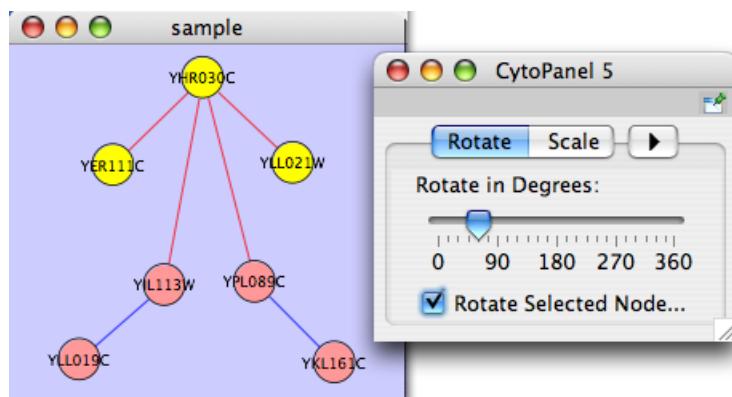 sample
YHR030C
YER111C
YLL021W
YIL113W
YPL089C
YLL019C
YKL161C
CytoPanel 5
Rotate Scale
Rotate in Degrees:
0 90 180 270 360
Rotate Selected Node...